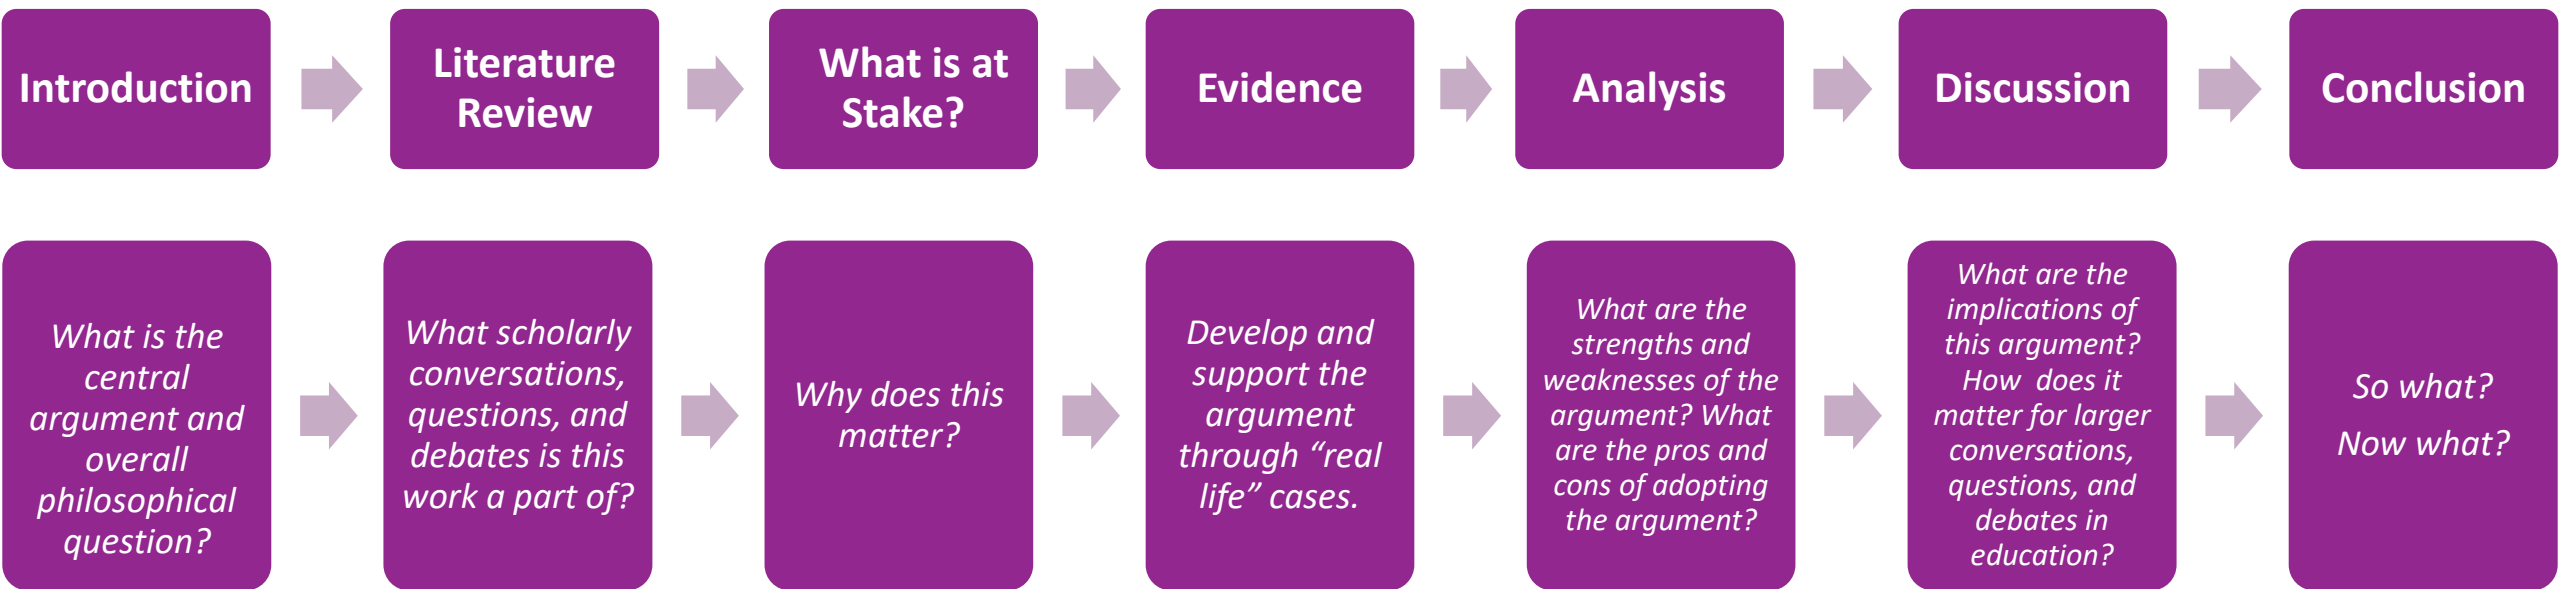 Introduction
Literature
Review
What is at
Stake?
Evidence
Analysis
Discussion
Conclusion
What is the
central
argument and
overall
philosophical
question?
What scholarly
conversations,
questions, and
debates is this
work a part of?
Why does this
matter?
Develop and
support the
argument
through “real
life” cases.
What are the
strengths and
weaknesses of the
argument? What
are the pros and
cons of adopting
the argument?
What are the
implications of
this argument?
How  does it
matter for larger
conversations,
questions, and
debates in
education?
So what?
Now what?